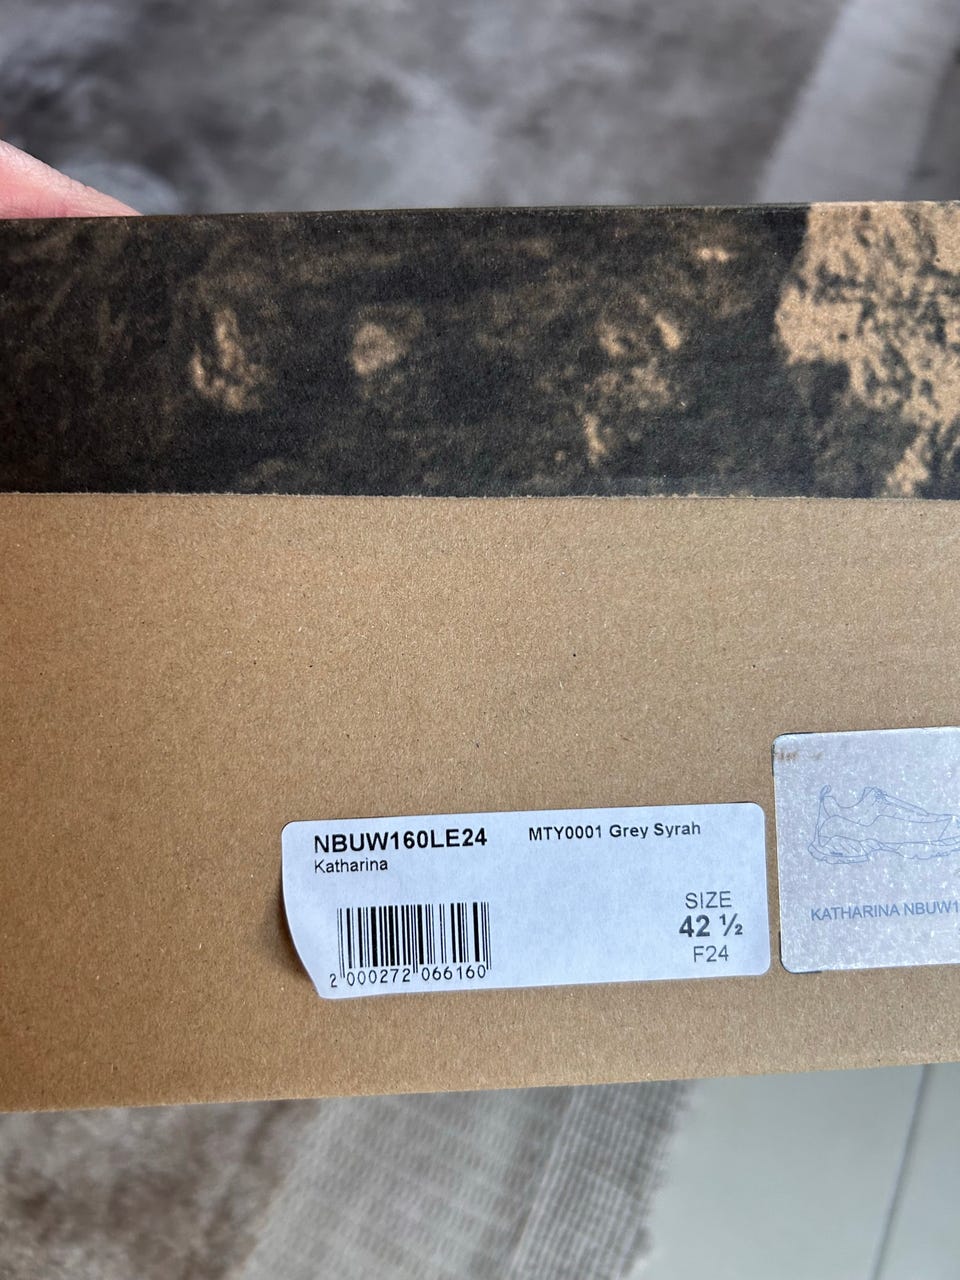 NBUW160LE24
MTY0001 Grey Syrah
Katharina
SIZE
42 ½
F24
2 000272 066160
KATHARINA NBUW1